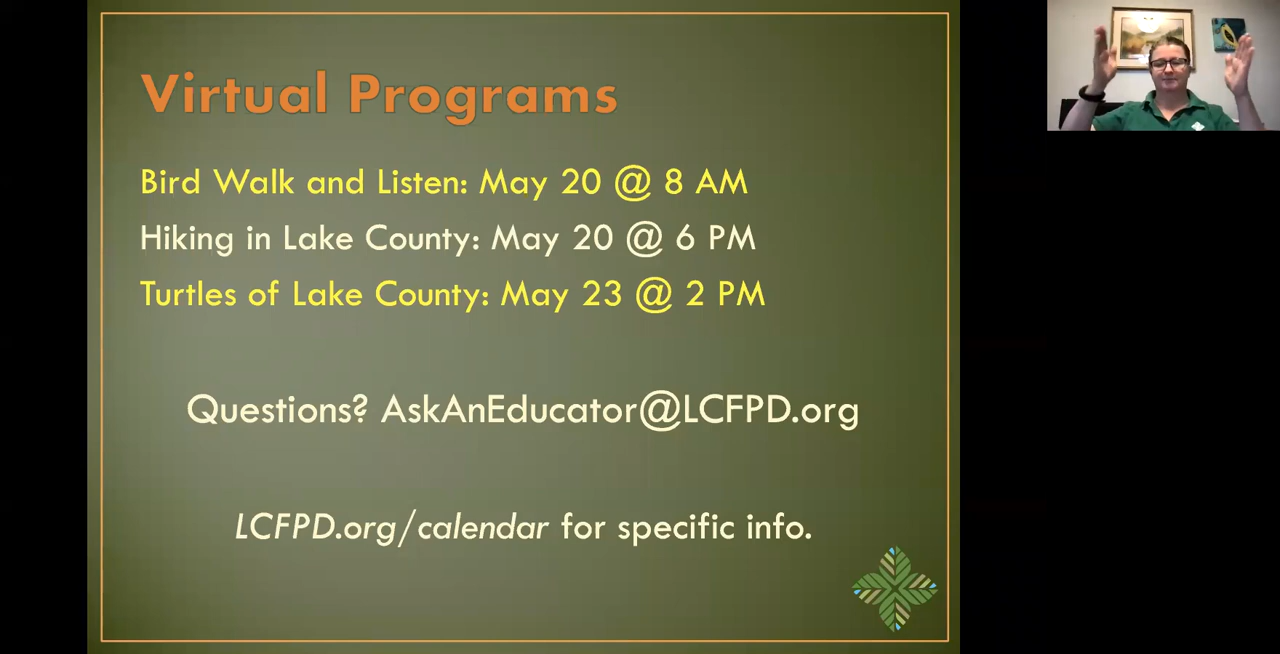 Virtual Programs
Bird Walk and Listen: May 20 @ 8 AM
Hiking in Lake County: May 20 @ 6 PM
Turtles of Lake County: May 23 @ 2 PM
Questions? AskAnEducator@LCFPD.org
LCFPD.org/calendar for specific info.